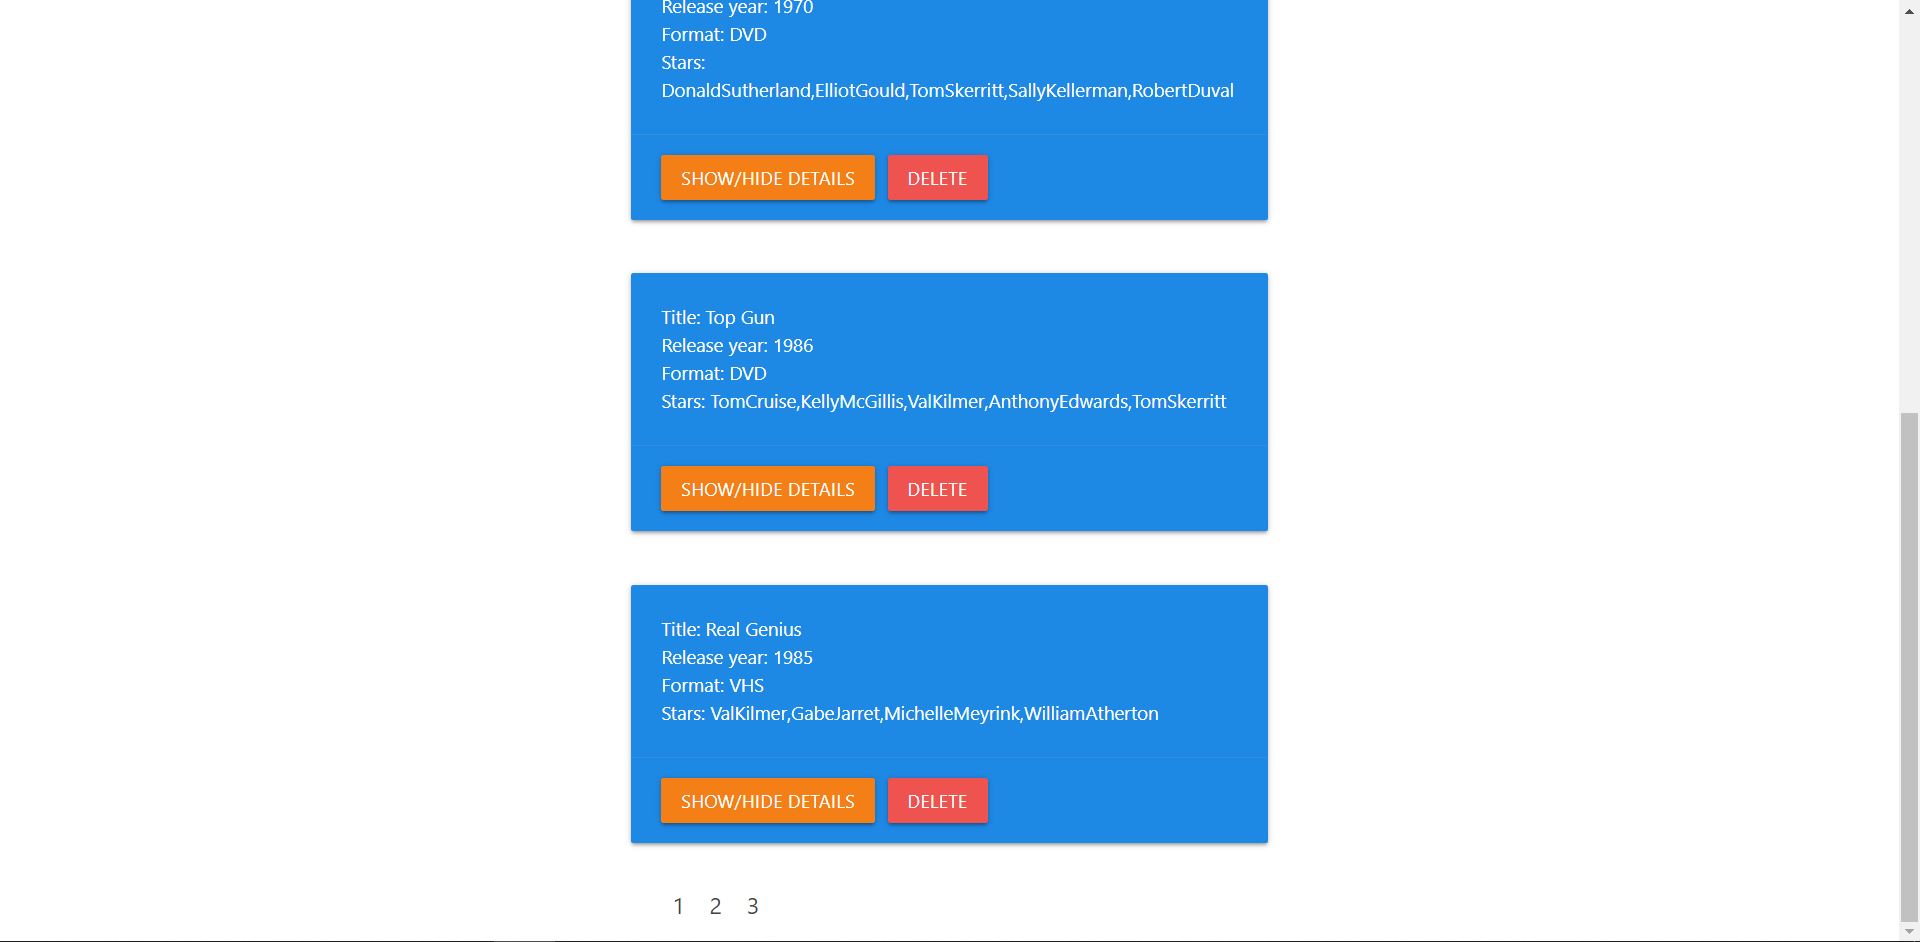 Release year: 1970
Format: DVD
Stars:
DonaldSutherland,ElliotGould,TomSkerritt,SallyKellerman,RobertDuval
SHOW/HIDE DETAILS DELETE
Title: Top Gun
Release year: 1986
Format: DVD
Stars: TomCruise,KellyMcGillis,ValKilmer,AnthonyEdwards,TomSkerritt
SHOW/HIDE DETAILS DELETE
Title: Real Genius
Release year: 1985
Format: VHS
Stars: ValKilmer,GabeJarret,MichelleMeyrink,WilliamAtherton
SHOW/HIDE DETAILS DELETE
1 2 3